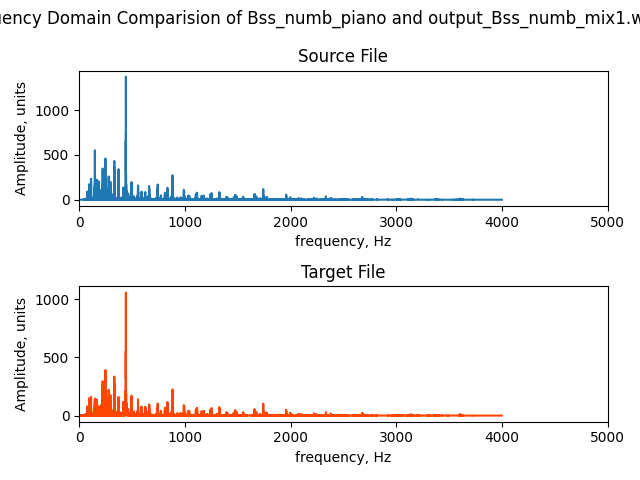 uency Domain Comparision of Bss_numb_piano and output_Bss_numb_mix1.w
Source File
Amplitude, units
1000
500
0
0 1000 2000 3000 4000 5000
frequency, Hz
Target File
Amplitude, units
1000
500
0
0 1000 2000 3000 4000 5000
frequency, Hz